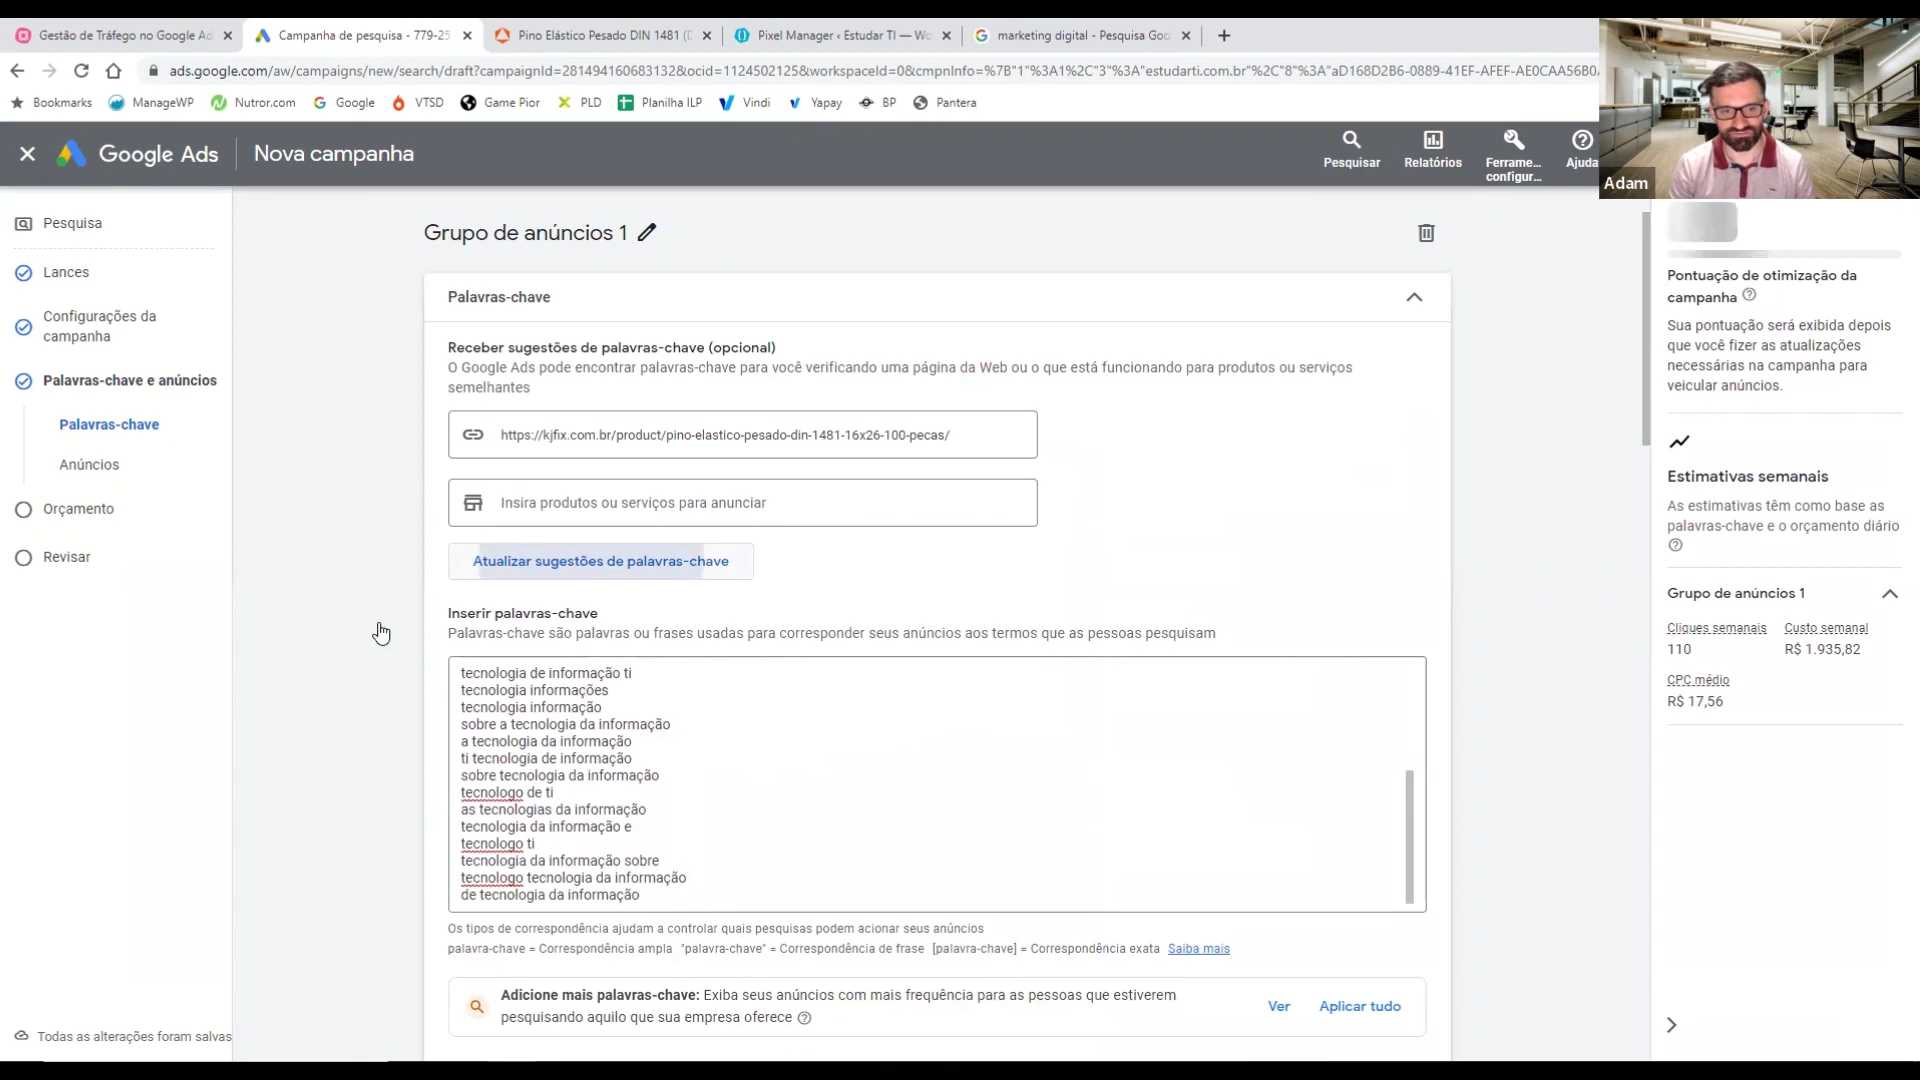 Gestão de Tráfego no Google Ad
Campanha de pesquisa - 779-25
Pino Elástico Pesado DIN 1481 (D
Pixel Manager ‹ Estudar TI — Wo
marketing digital - Pesquisa Goo
ads.google.com/aw/campaigns/new/search/draft?campaignId=281494160683132&ocid=1124502125&workspaceId=0&cmpnInfo=%7B"1"%3A1%2C"3"%3A"estudarti.com.br"%2C"8"%3A"aD168D2B6-0889-41EF-AFEF-AE0CAA56B0
Bookmarks
ManageWP
Nutror.com
Google
VTSD
Game Pior
PLD
Planilha ILP
Vindi
Yapay
BP
Pantera
Google Ads
Nova campanha
Pesquisar
Relatórios
Ferrame...
configur...
Ajuda
Adam
Pesquisa
Lances
Configurações da
campanha
Palavras-chave e anúncios
Palavras-chave
Anúncios
Orçamento
Revisar
Todas as alterações foram salvas
Grupo de anúncios 1
Palavras-chave
Receber sugestões de palavras-chave (opcional)
O Google Ads pode encontrar palavras-chave para você verificando uma página da Web ou o que está funcionando para produtos ou serviços
semelhantes
https://kjfix.com.br/product/pino-elastico-pesado-din-1481-16x26-100-pecas/
Insira produtos ou serviços para anunciar
Atualizar sugestões de palavras-chave
Inserir palavras-chave
Palavras-chave são palavras ou frases usadas para corresponder seus anúncios aos termos que as pessoas pesquisam
tecnologia de informação ti
tecnologia informações
tecnologia informação
sobre a tecnologia da informação
a tecnologia da informação
ti tecnologia de informação
sobre tecnologia da informação
tecnologo de ti
as tecnologias da informação
tecnologia da informação e
tecnologo ti
tecnologia da informação sobre
tecnologo tecnologia da informação
de tecnologia da informação
Os tipos de correspondência ajudam a controlar quais pesquisas podem acionar seus anúncios
palavra-chave = Correspondência ampla "palavra-chave" = Correspondência de frase [palavra-chave] = Correspondência exata Saiba mais
Adicione mais palavras-chave: Exiba seus anúncios com mais frequência para as pessoas que estiverem
pesquisando aquilo que sua empresa oferece
Ver
Aplicar tudo
Pontuação de otimização da
campanha
Sua pontuação será exibida depois
que você fizer as atualizações
necessárias na campanha para
veicular anúncios.
Estimativas semanais
As estimativas têm como base as
palavras-chave e o orçamento diário
Grupo de anúncios 1
Cliques semanais Custo semanal
110 R$ 1.935,82
CPC médio
R$ 17,56